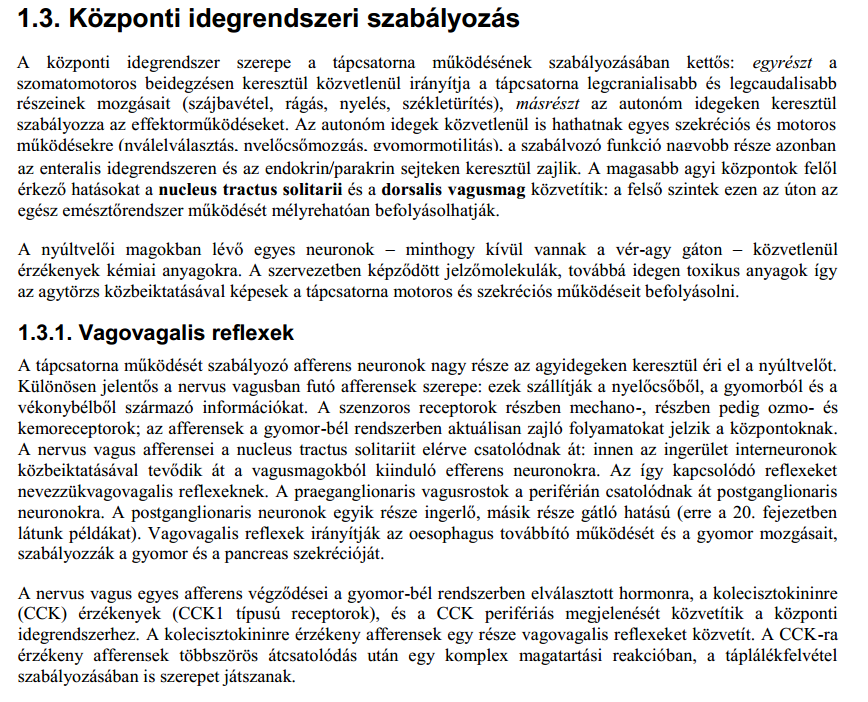 1.3. Központi idegrendszeri szabályozás
A központi idegrendszer szerepe a tápcsatorna működésének szabályozásában kettős: egyrészt a
szomatomotoros beidegzésen keresztül közvetlenül irányítja a tápcsatorna legcranialisabb és legcaudalisabb
részeinek mozgásait (szájbavétel, rágás, nyelés, székletürítés), másrészt az autonóm idegeken keresztül
szabályozza az effektorműködéseket. Az autonóm idegek közvetlenül is hathatnak egyes szekréciós és motoros
működésekre (nyálelválasztás, nyelőcsőmozgás, gyomormotilitás), a szabályozó funkció nagyobb része azonban
az enteralis idegrendszeren és az endokrin/parakrin sejteken keresztül zajlik. A magasabb agyi központok felől
érkező hatásokat a nucleus tractus solitarii és a dorsalis vagusmag közvetítik: a felső szintek ezen az úton az
egész emésztőrendszer működését mélyrehatóan befolyásolhatják.
A nyúltvelői magokban lévő egyes neuronok – minthogy kívül vannak a vér-agy gáton – közvetlenül
érzékenyek kémiai anyagokra. A szervezetben képződött jelzőmolekulák, továbbá idegen toxikus anyagok így
az agytörzs közbeiktatásával képesek a tápcsatorna motoros és szekréciós működéseit befolyásolni.
1.3.1. Vagovagalis reflexek
A tápcsatorna működését szabályozó afferens neuronok nagy része az agyidegeken keresztül éri el a nyúltvelőt.
Különösen jelentős a nervus vagusban futó afferensek szerepe: ezek szállítják a nyelőcsőből, a gyomorból és a
vékonybélből származó információkat. A szenzoros receptorok részben mechano-, részben pedig ozmo- és
kemoreceptorok; az afferensek a gyomor-bél rendszerben aktuálisan zajló folyamatokat jelzik a központoknak.
A nervus vagus afferensei a nucleus tractus solitariit elérve csatolódnak át: innen az ingerület interneuronok
közbeiktatásával tevődik át a vagusmagokból kiinduló efferens neuronokra. Az így kapcsolódó reflexeket
nevezzükvagovagalis reflexeknek. A praeganglionaris vagusrostok a periférián csatolódnak át postganglionaris
neuronokra. A postganglionaris neuronok egyik része ingerlő, másik része gátló hatású (erre a 20. fejezetben
látunk példákat). Vagovagalis reflexek irányítják az oesophagus továbbító működését és a gyomor mozgásait,
szabályozzák a gyomor és a pancreas szekrécióját.
A nervus vagus egyes afferens végződései a gyomor-bél rendszerben elválasztott hormonra, a kolecisztokininre
(CCK) érzékenyek (CCK1 típusú receptorok), és a CCK perifériás megjelenését közvetítik a központi
idegrendszerhez. A kolecisztokininre érzékeny afferensek egy része vagovagalis reflexeket közvetít. A CCK-ra
érzékeny afferensek többszörös átcsatolódás után egy komplex magatartási reakcióban, a táplálékfelvétel
szabályozásában is szerepet játszanak.